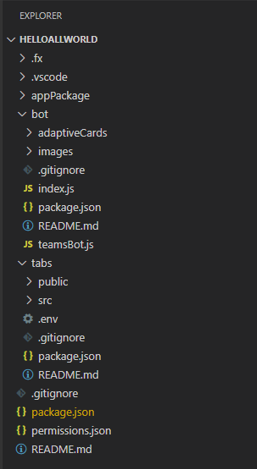 EXPLORER
HELLOALLWORLD
.fx
.vscode
appPackage
bot
adaptiveCards
images
.gitignore
JS index.js
{} package.json
README.md
JS teamsBot.js
tabs
public
src
.env
.gitignore
{} package.json
README.md
.gitignore
{} package.json
{} permissions.json
README.md